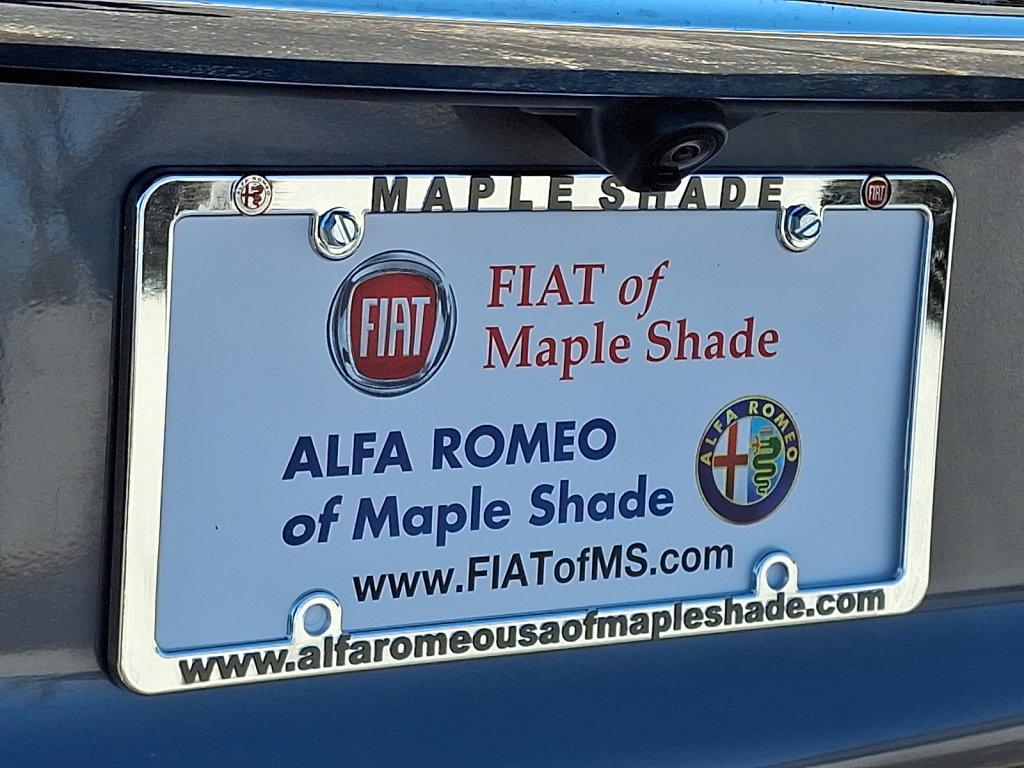 MAPLE SHADE
FIAT
FIAT
FIAT of
Maple Shade
ALFA ROMEO
ALFA ROMEO
of Maple Shade
www.FIATofMS.com
www.alfaromeousaofmapleshade.com